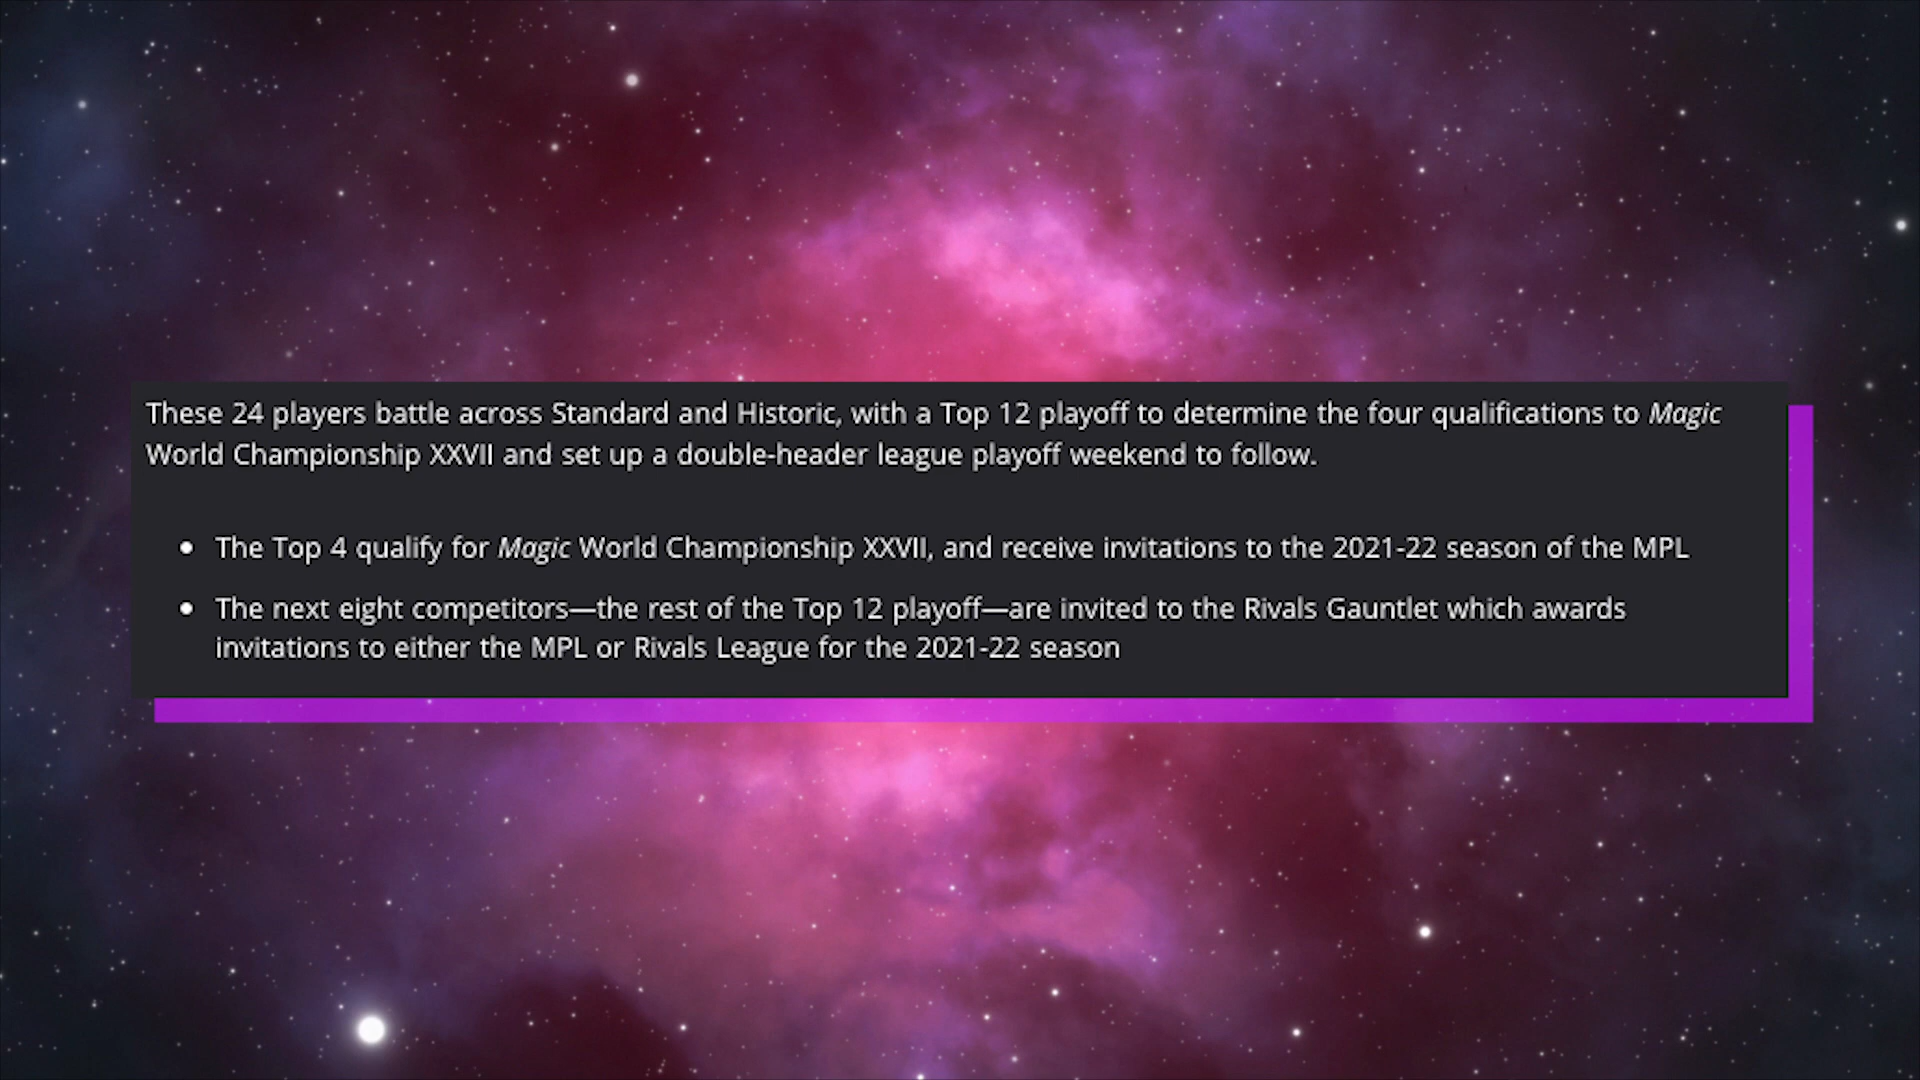 These 24 players battle across Standard and Historic, with a Top 12 playoff to determine the four qualifications to Magic
World Championship XXVII and set up a double-header league playoff weekend to follow.
• The Top 4 qualify for Magic World Championship XXVII, and receive invitations to the 2021-22 season of the MPL
• The next eight competitors—the rest of the Top 12 playoff—are invited to the Rivals Gauntlet which awards
invitations to either the MPL or Rivals League for the 2021-22 season